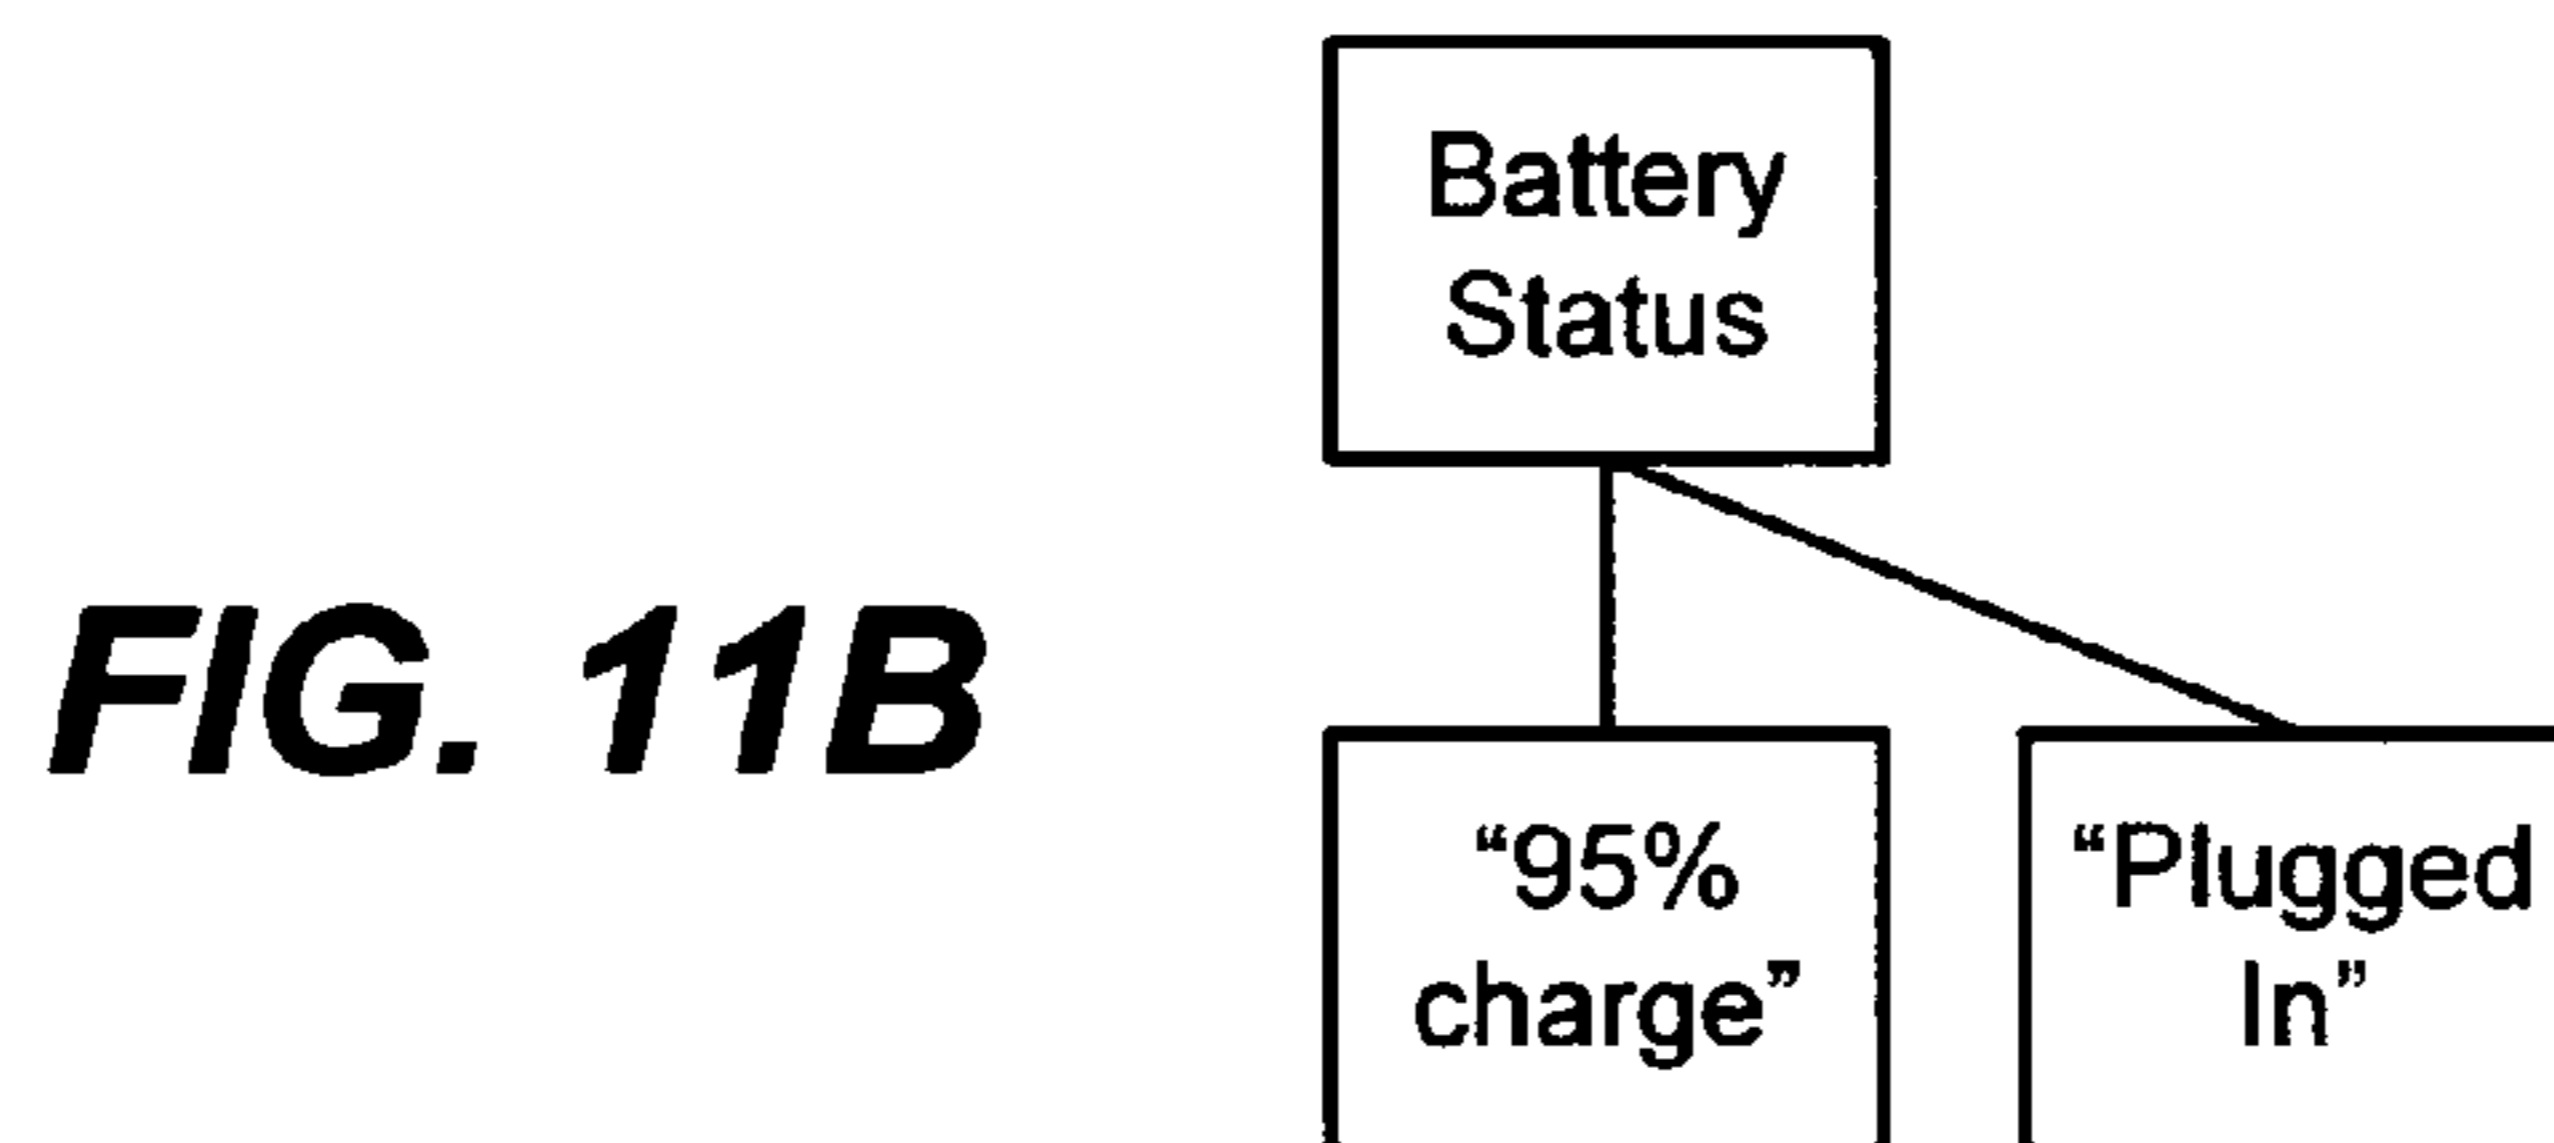 Battery
Status
FIG. 11B
“95%
charge”
“Plugged
In”